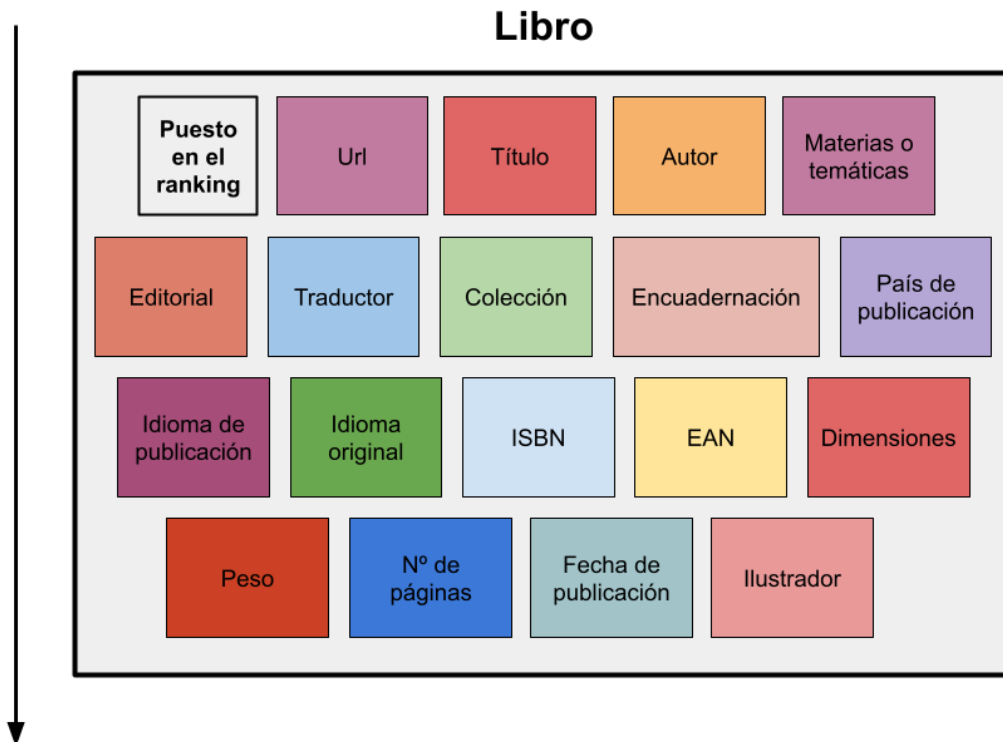 Libro
Puesto
en el
ranking
Url
Título
Autor
Materias o
temáticas
Editorial
Traductor
Colección
Encuadernación
País de
publicación
Idioma de
publicación
Idioma
original
ISBN
EAN
Dimensiones
Peso
Nº de
páginas
Fecha de
publicación
Ilustrador